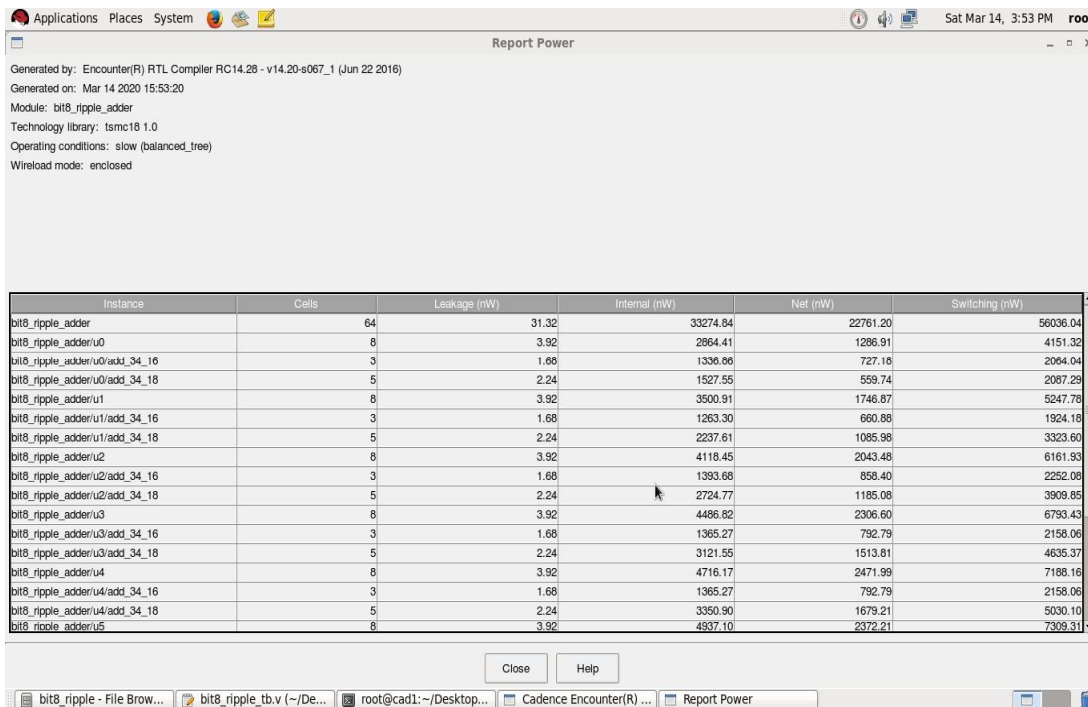 Applications Places System Sat Mar 14, 3:53 PM roo
Report Power
Generated by: Encounter(R) RTL Compiler RC14.28 - v14.20-s067_1 (Jun 22 2016)
Generated on: Mar 14 2020 15:53:20
Module: bit8_ripple_adder
Technology library: tsmc18 1.0
Operating conditions: slow (balanced_tree)
Wireload mode: enclosed
Instance Cells Leakage (nW) Internal (nW) Net (nW) Switching (nW)
bit8_ripple_adder 64 31.32 33274.84 22761.20 56036.04
bit8_ripple_adder/u0 8 3.92 2864.41 1286.91 4151.32
bit8_ripple_adder/u0/add_34_16 3 1.68 1336.86 727.18 2064.04
bit8_ripple_adder/u0/add_34_18 5 2.24 1527.55 559.74 2087.29
bit8_ripple_adder/u1 8 3.92 3500.91 1746.87 5247.78
bit8_ripple_adder/u1/add_34_16 3 1.68 1263.30 660.88 1924.18
bit8_ripple_adder/u1/add_34_18 5 2.24 2237.61 1085.98 3323.60
bit8_ripple_adder/u2 8 3.92 4118.45 2043.48 6161.93
bit8_ripple_adder/u2/add_34_16 3 1.68 1393.68 858.40 2252.08
bit8_ripple_adder/u2/add_34_18 5 2.24 2724.77 1185.08 3909.85
bit8_ripple_adder/u3 8 3.92 4486.82 2306.60 6793.43
bit8_ripple_adder/u3/add_34_16 3 1.68 1365.27 792.79 2158.06
bit8_ripple_adder/u3/add_34_18 5 2.24 3121.55 1513.81 4635.37
bit8_ripple_adder/u4 8 3.92 4716.17 2471.99 7188.16
bit8_ripple_adder/u4/add_34_16 3 1.68 1365.27 792.79 2158.06
bit8_ripple_adder/u4/add_34_18 5 2.24 3350.90 1679.21 5030.10
bit8_ripple_adder/u5 8 3.92 4937.10 2372.21 7309.31
Close Help
bit8_ripple - File Brow... bit8_ripple_tb.v (~/De... root@cad1:~/Desktop... Cadence Encounter(R) ... Report Power